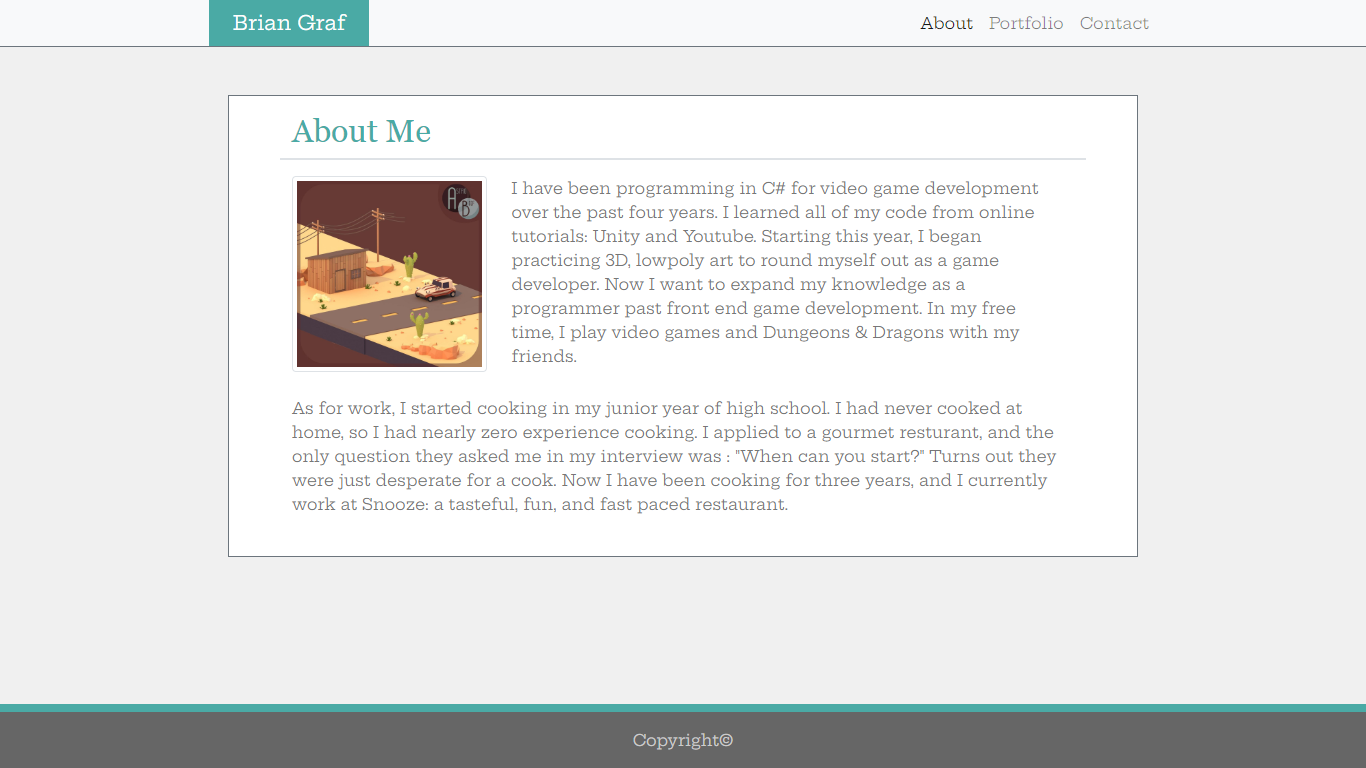 Brian Graf
About Portfolio Contact
About Me
I have been programming in C# for video game development
over the past four years. I learned all of my code from online
tutorials: Unity and Youtube. Starting this year, I began
practicing 3D, lowpoly art to round myself out as a game
developer. Now I want to expand my knowledge as a
programmer past front end game development. In my free
time, I play video games and Dungeons & Dragons with my
friends.
As for work, I started cooking in my junior year of high school. I had never cooked at
home, so I had nearly zero experience cooking. I applied to a gourmet resturant, and the
only question they asked me in my interview was : "When can you start?" Turns out they
were just desperate for a cook. Now I have been cooking for three years, and I currently
work at Snooze: a tasteful, fun, and fast paced restaurant.
Copyright©